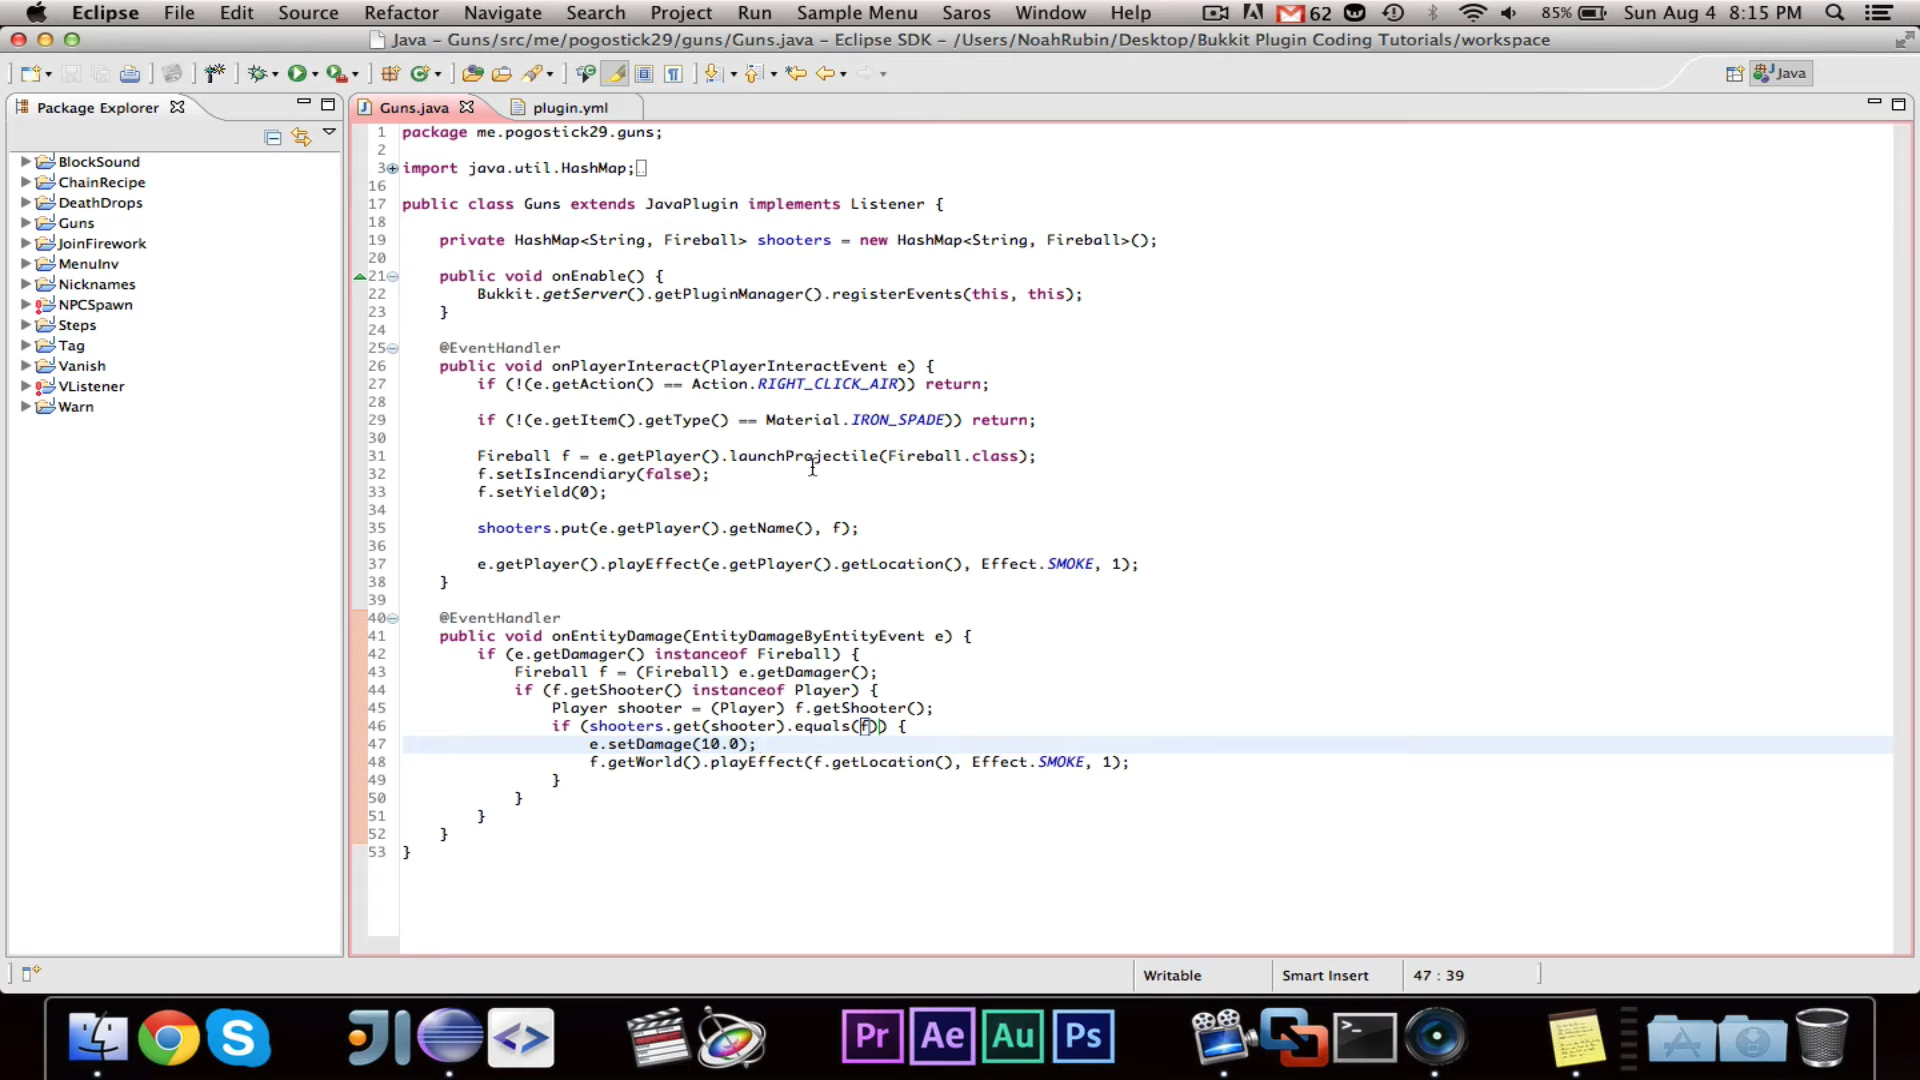 Eclipse File Edit Source Refactor Navigate Search Project Run Sample Menu Saros Window Help 62 85% Sun Aug 4 8:15 PM
Java – Guns/src/me/pogostick29/guns/Guns.java – Eclipse SDK – /Users/NoahRubin/Desktop/Bukkit Plugin Coding Tutorials/workspace
Java
Package Explorer
BlockSound
ChainRecipe
DeathDrops
Guns
JoinFirework
MenuInv
Nicknames
NPCSpawn
Steps
Tag
Vanish
VListener
Warn
Guns.java plugin.yml
1 package me.pogostick29.guns;
2
3 import java.util.HashMap;
16
17 public class Guns extends JavaPlugin implements Listener {
18
19 private HashMap<String, Fireball> shooters = new HashMap<String, Fireball>();
20
21 public void onEnable() {
22 Bukkit.getServer().getPluginManager().registerEvents(this, this);
23 }
24
25 @EventHandler
26 public void onPlayerInteract(PlayerInteractEvent e) {
27 if (!(e.getAction() == Action.RIGHT_CLICK_AIR)) return;
28
29 if (!(e.getItem().getType() == Material.IRON_SPADE)) return;
30
31 Fireball f = e.getPlayer().launchProjectile(Fireball.class);
32 f.setIsIncendiary(false);
33 f.setYield(0);
34
35 shooters.put(e.getPlayer().getName(), f);
36
37 e.getPlayer().playEffect(e.getPlayer().getLocation(), Effect.SMOKE, 1);
38 }
39
40 @EventHandler
41 public void onEntityDamage(EntityDamageByEntityEvent e) {
42 if (e.getDamager() instanceof Fireball) {
43 Fireball f = (Fireball) e.getDamager();
44 if (f.getShooter() instanceof Player) {
45 Player shooter = (Player) f.getShooter();
46 if (shooters.get(shooter).equals(f)) {
47 e.setDamage(10.0);
48 f.getWorld().playEffect(f.getLocation(), Effect.SMOKE, 1);
49 }
50 }
51 }
52 }
53 }
Writable Smart Insert 47 : 39
Pr Ae Au Ps